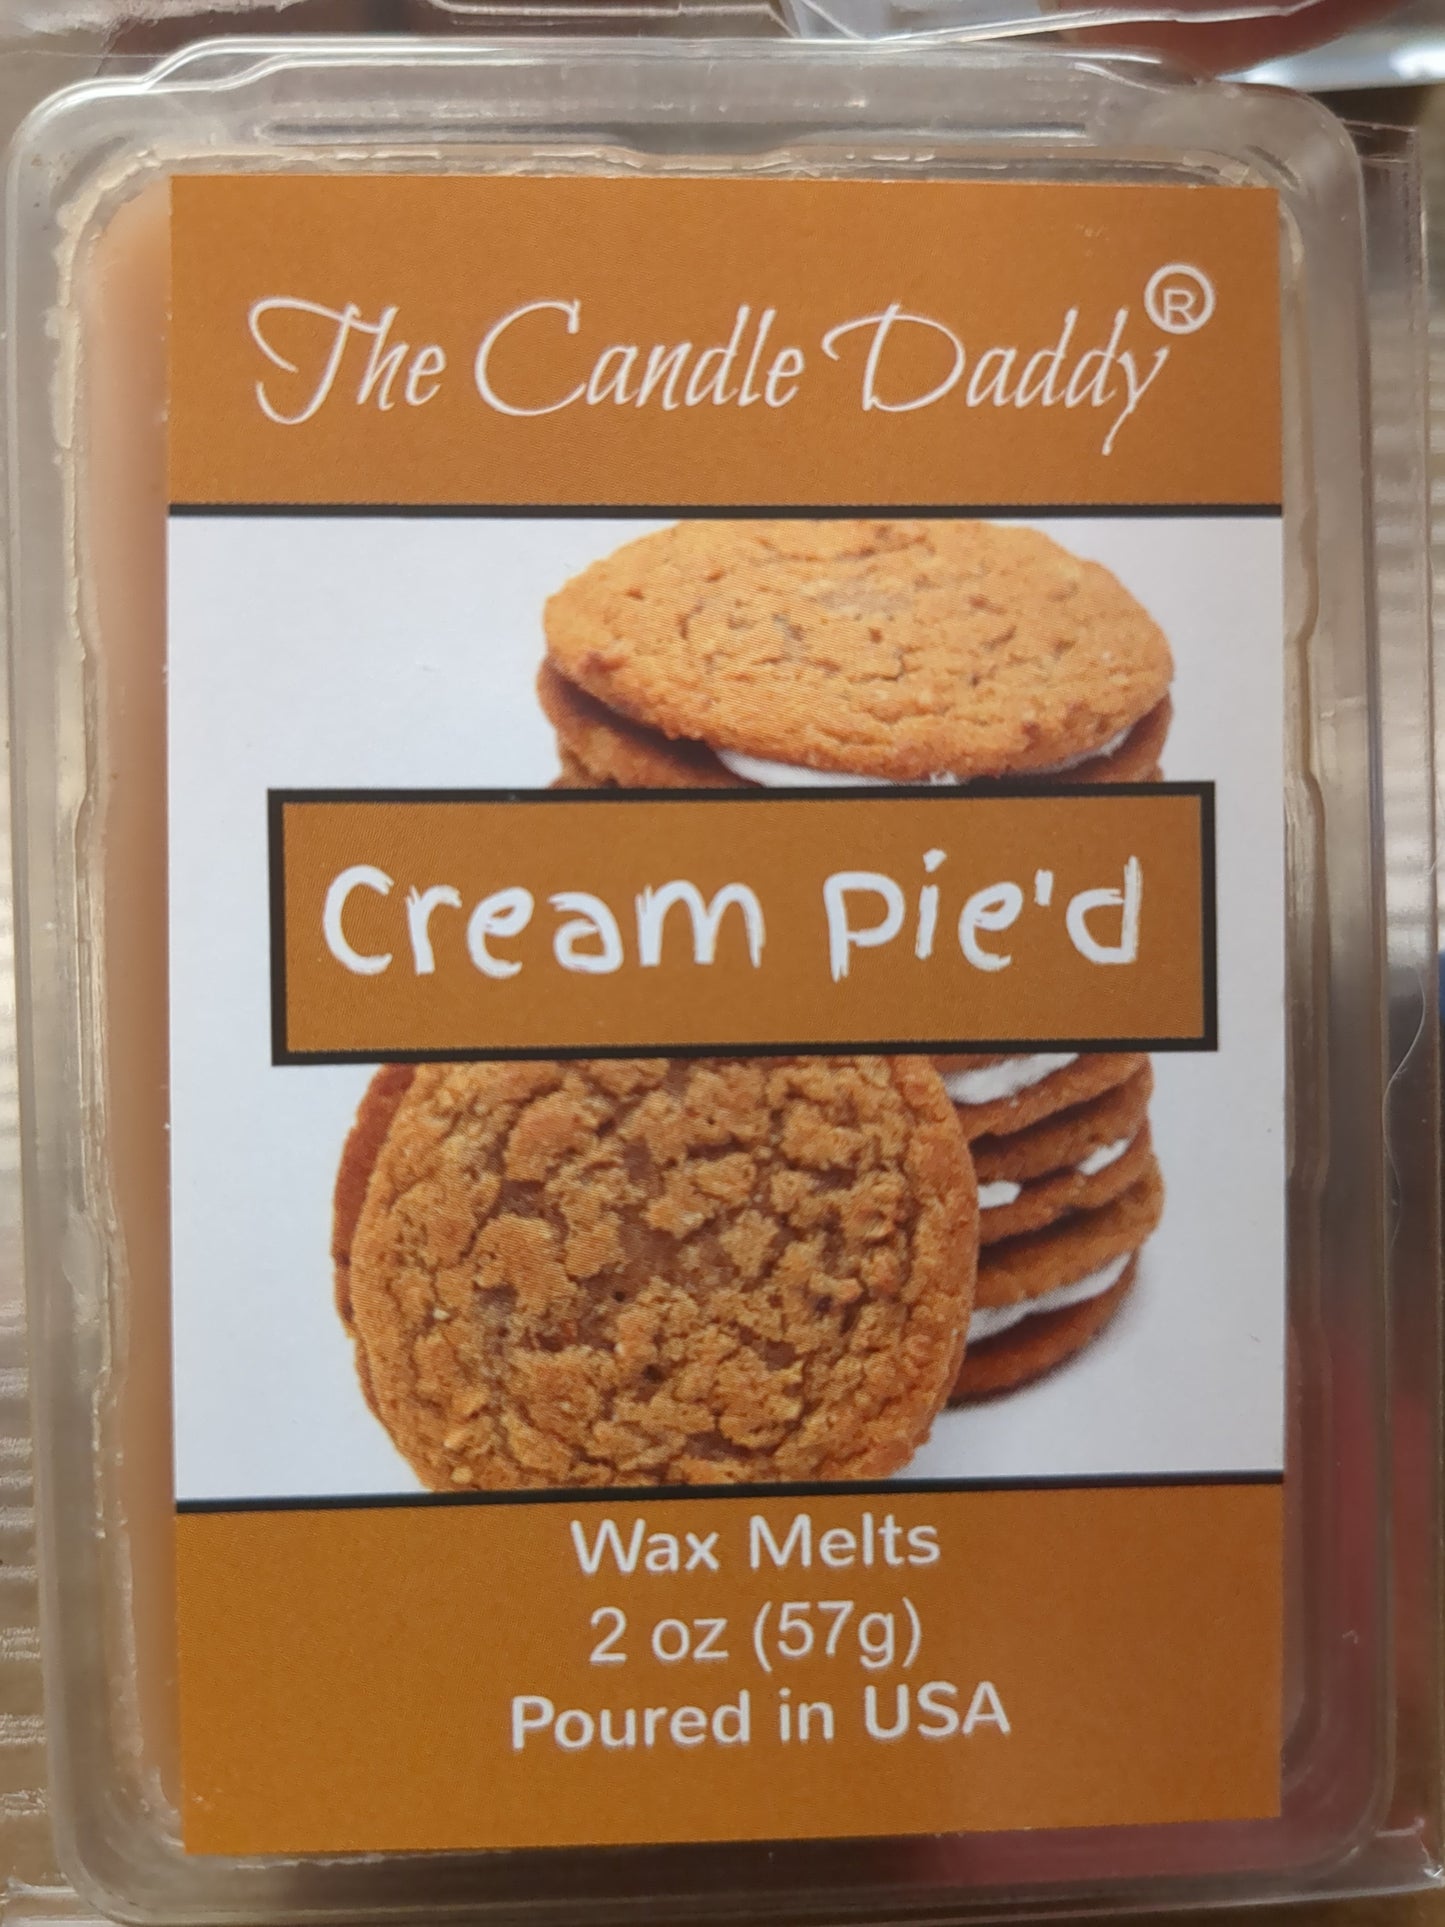 The Candle Daddy®
Cream Pie'd
Wax Melts
2 oz (57g)
Poured in USA